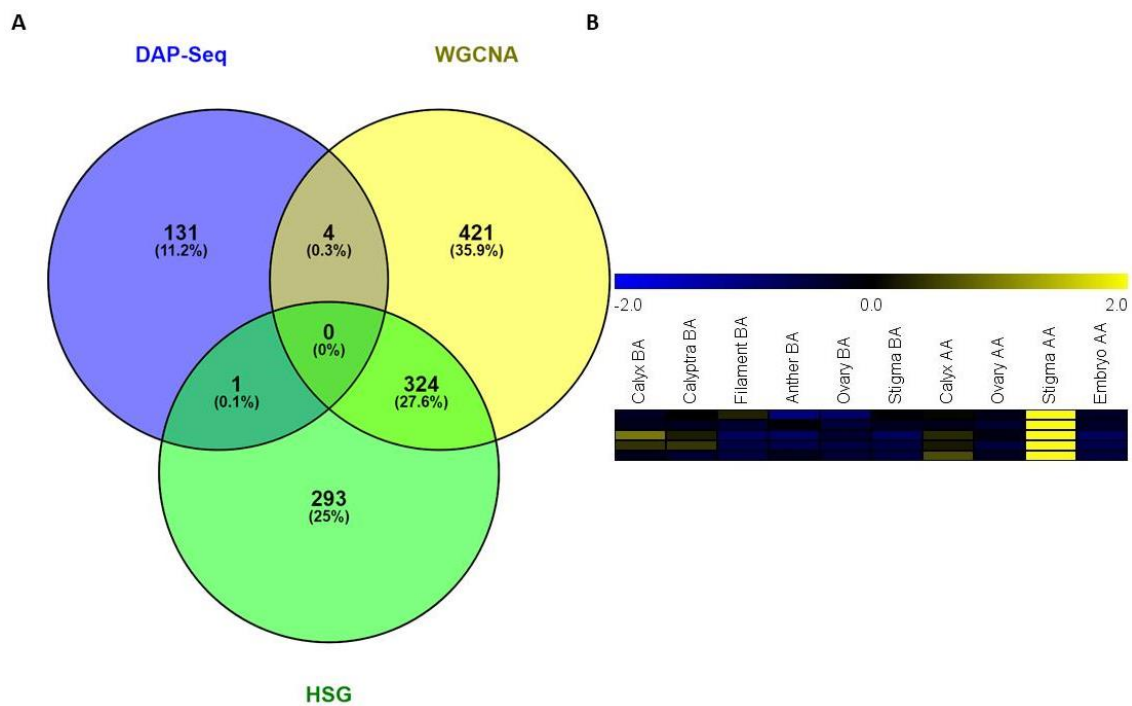 A
B
DAP-Seq
WGCNA
131
(11.2%)
4
(0.3%)
421
(35.9%)
0
(0%)
1
(0.1%)
324
(27.6%)
293
(25%)
HSG
-2.0 0.0 2.0
Calyx BA
Calyptra BA
Filament BA
Anther BA
Ovary BA
Stigma BA
Calyx AA
Ovary AA
Stigma AA
Embryo AA